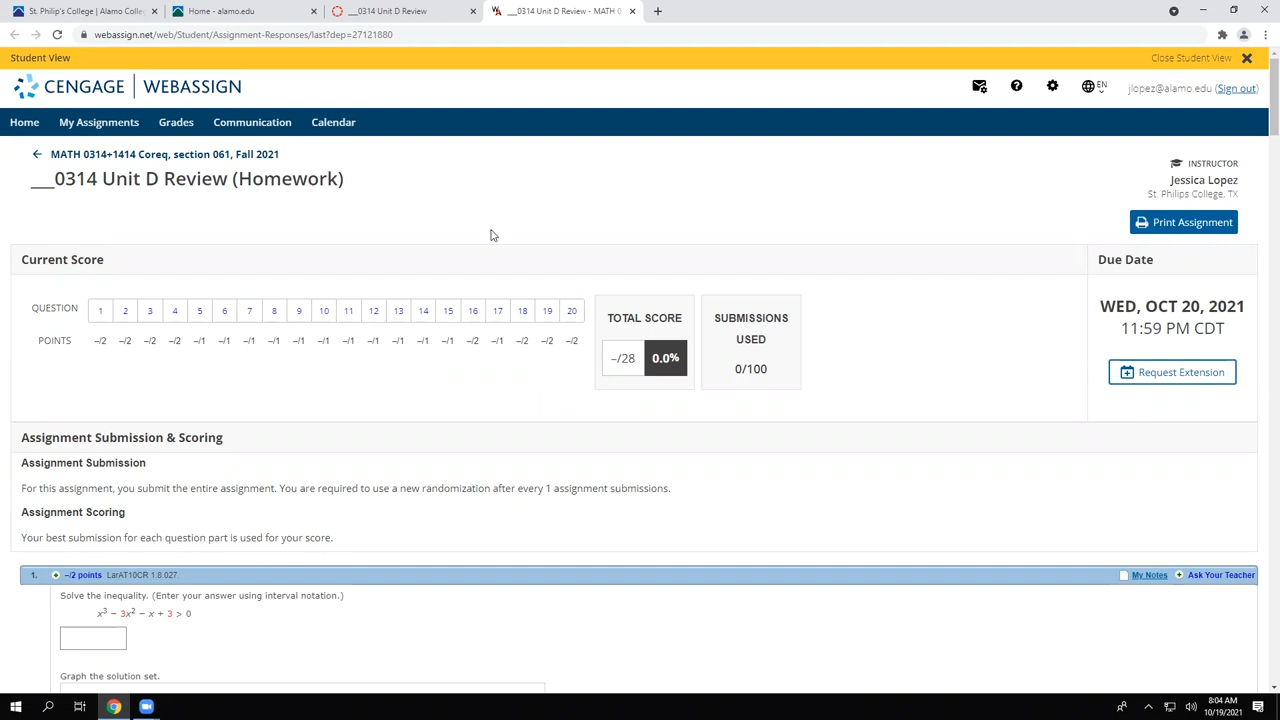 St. Philip's College | Alamo Colle
Home - alamo.edu
___0314 Unit D Review
___0314 Unit D Review - MATH 0
webassign.net/web/Student/Assignment-Responses/last?dep=27121880
Student View
Close Student View
CENGAGE | WEBASSIGN
EN
jlopez@alamo.edu (Sign out)
Home
My Assignments
Grades
Communication
Calendar
MATH 0314+1414 Coreq, section 061, Fall 2021
___0314 Unit D Review (Homework)
INSTRUCTOR
Jessica Lopez
St. Philips College, TX
Print Assignment
Current Score
Due Date
QUESTION 1 2 3 4 5 6 7 8 9 10 11 12 13 14 15 16 17 18 19 20
POINTS –/2 –/2 –/2 –/2 –/1 –/1 –/1 –/1 –/1 –/1 –/1 –/1 –/1 –/1 –/1 –/2 –/1 –/2 –/2 –/2
TOTAL SCORE
–/28 0.0%
SUBMISSIONS
USED
0/100
WED, OCT 20, 2021
11:59 PM CDT
Request Extension
Assignment Submission & Scoring
Assignment Submission
For this assignment, you submit the entire assignment. You are required to use a new randomization after every 1 assignment submissions.
Assignment Scoring
Your best submission for each question part is used for your score.
1. –/2 points LarAT10CR 1.8.027.
My Notes
Ask Your Teacher
Solve the inequality. (Enter your answer using interval notation.)
x³ − 3x² − x + 3 > 0
Graph the solution set.
8:04 AM
10/19/2021